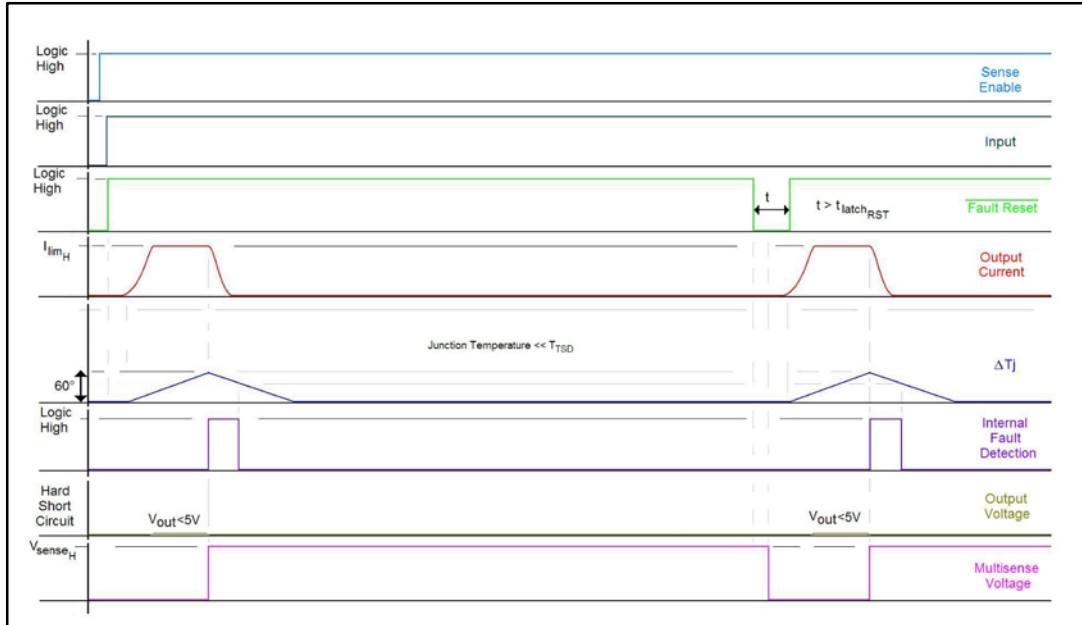 Logic
High
Sense
Enable
Logic
High
Input
Logic
High
t
t > tlatchRST
Fault Reset
IlimH
Output
Current
Junction Temperature << TTSD
60°
ΔTj
Logic
High
Internal
Fault
Detection
Hard
Short
Circuit
Vout<5V
Vout<5V
Output
Voltage
VsenseH
Multisense
Voltage